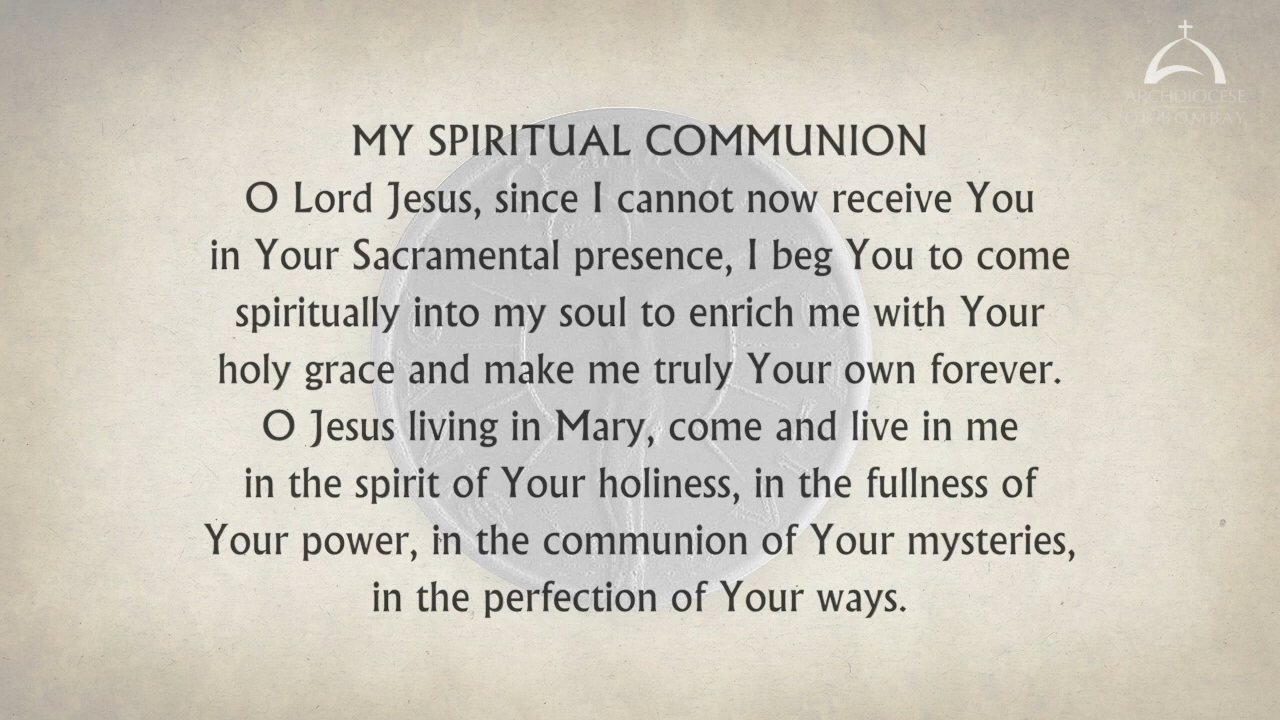 ARCHDIOCESE
BOMBAY
MY SPIRITUAL COMMUNION
O Lord Jesus, since I cannot now receive You
in Your Sacramental presence, I beg You to come
spiritually into my soul to enrich me with Your
holy grace and make me truly Your own forever.
O Jesus living in Mary, come and live in me
in the spirit of Your holiness, in the fullness of
Your power, in the communion of Your mysteries,
in the perfection of Your ways.